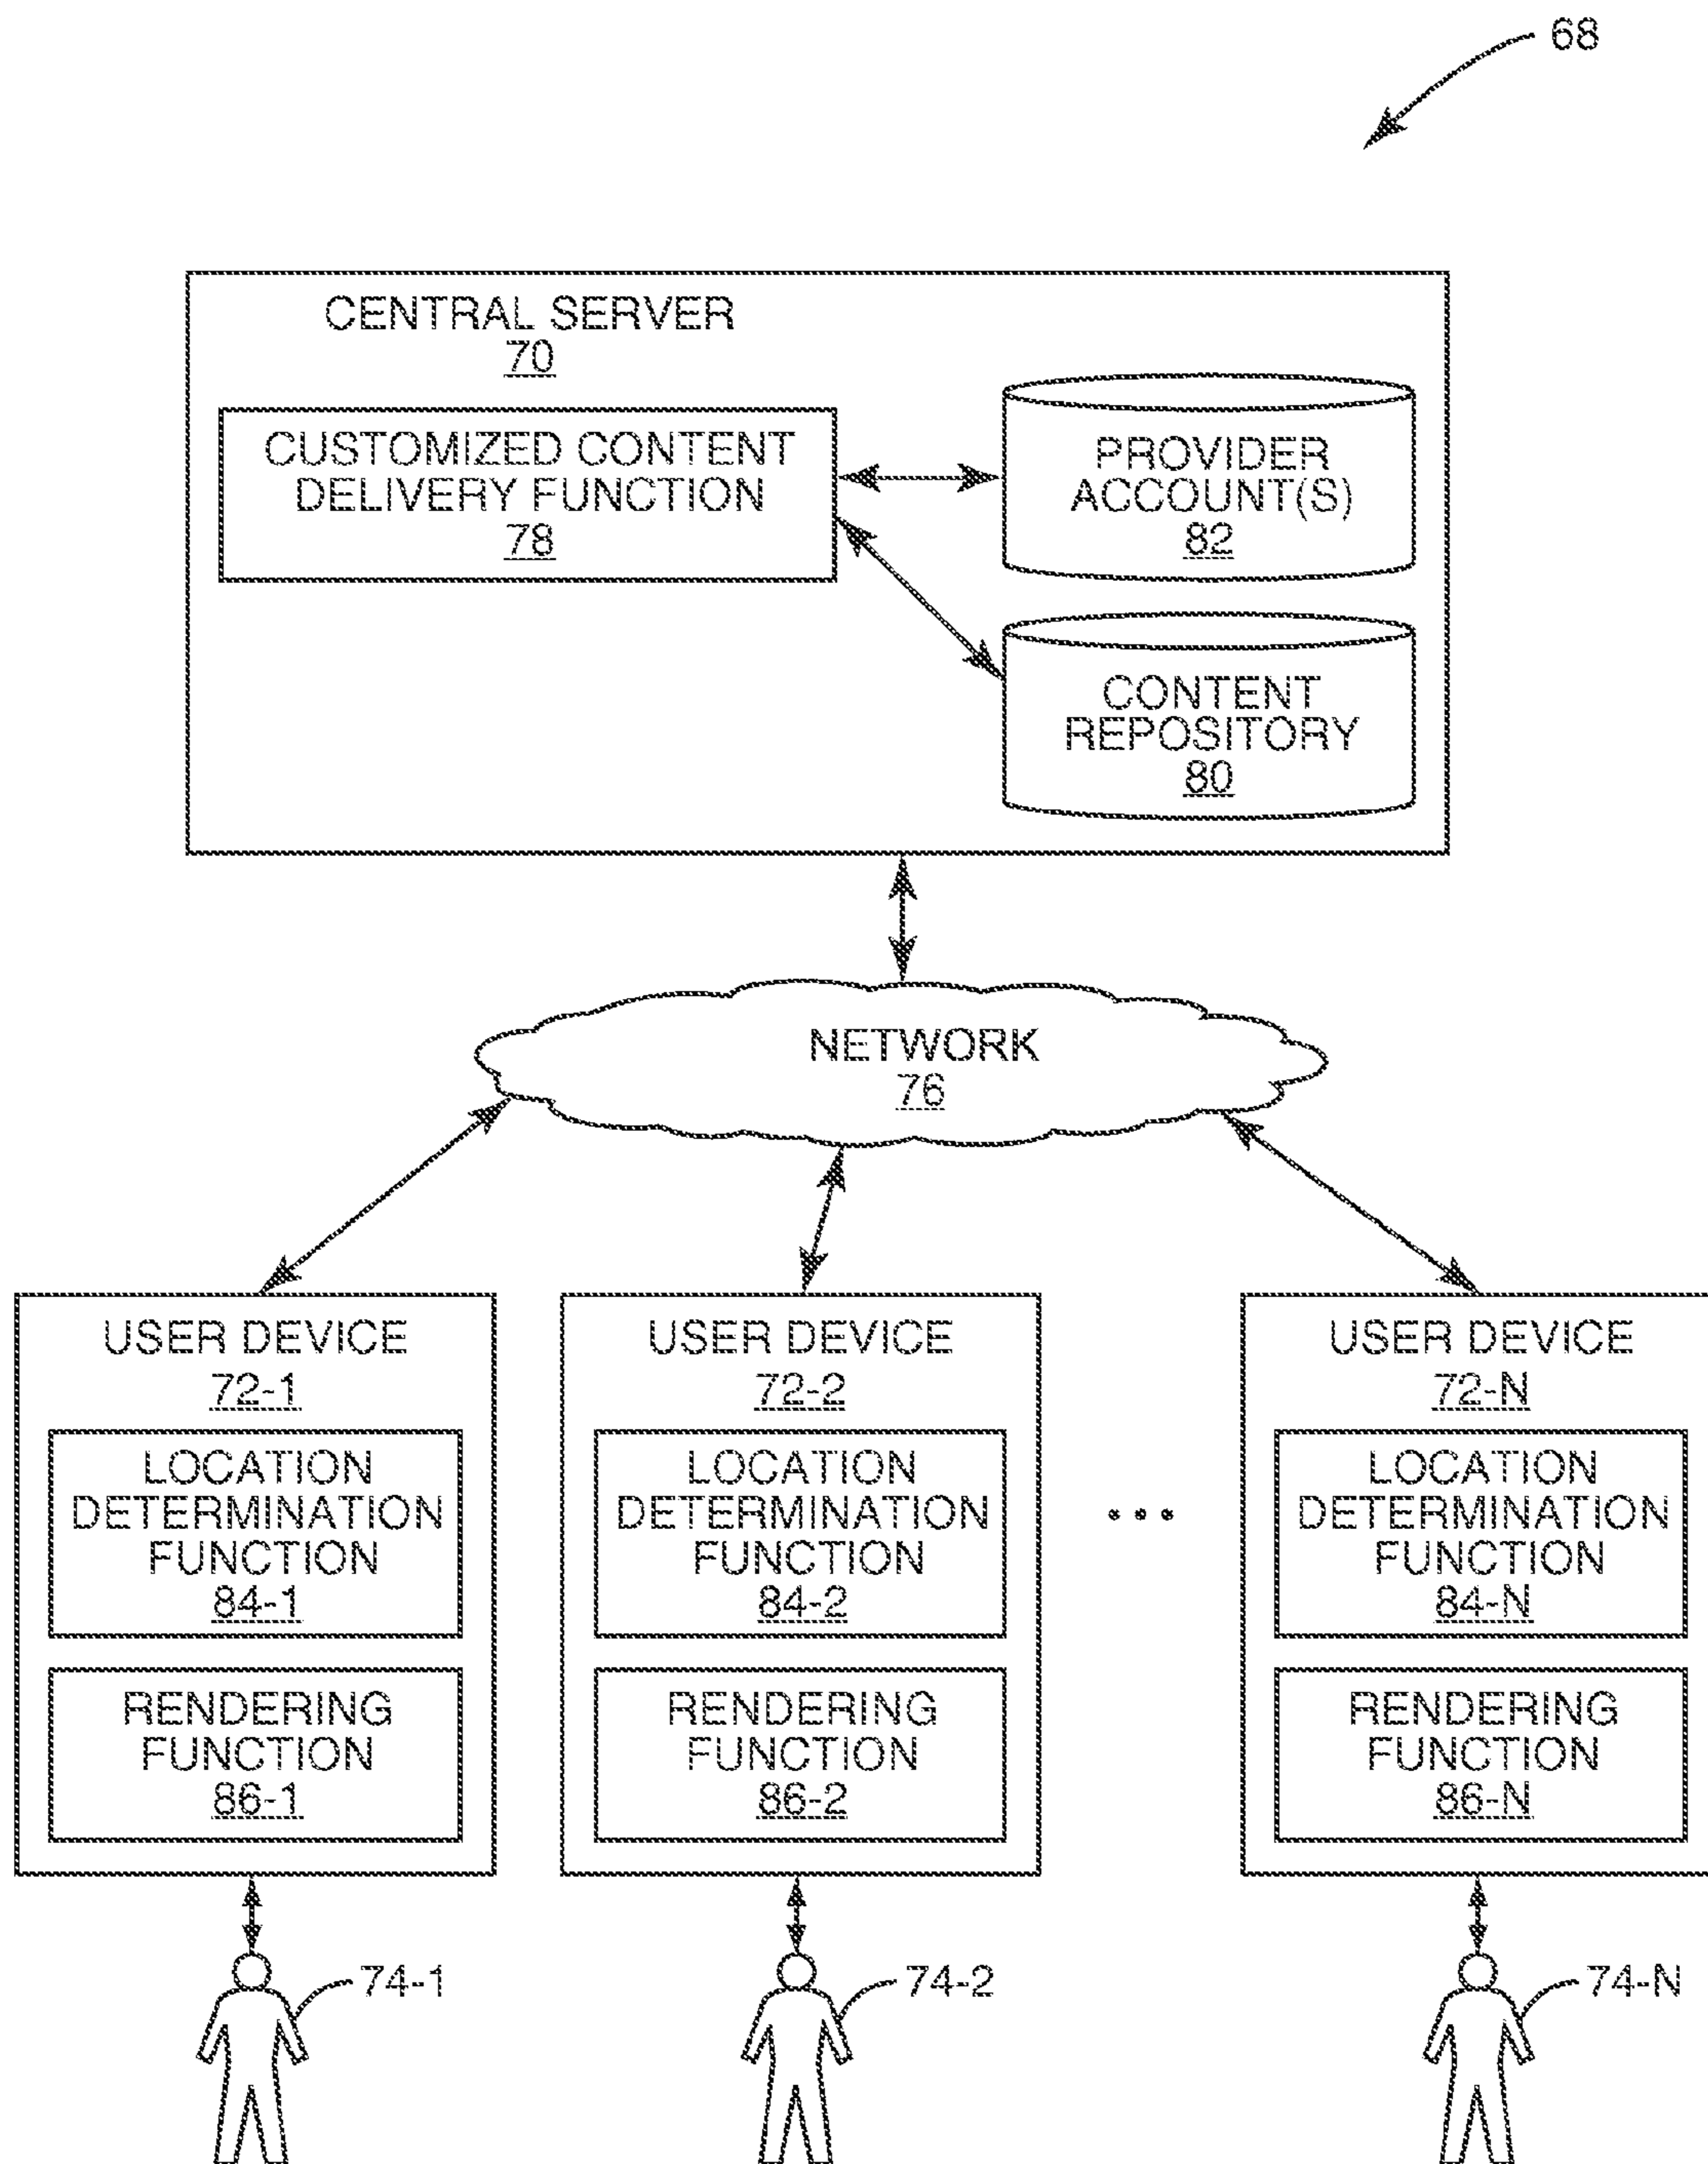 68
CENTRAL SERVER
70
CUSTOMIZED CONTENT
DELIVERY FUNCTION
78
PROVIDER
ACCOUNT(S)
82
CONTENT
REPOSITORY
80
NETWORK
76
USER DEVICE
72-1
LOCATION
DETERMINATION
FUNCTION
84-1
RENDERING
FUNCTION
86-1
USER DEVICE
72-2
LOCATION
DETERMINATION
FUNCTION
84-2
RENDERING
FUNCTION
86-2
USER DEVICE
72-N
LOCATION
DETERMINATION
FUNCTION
84-N
RENDERING
FUNCTION
86-N
74-1
74-2
74-N